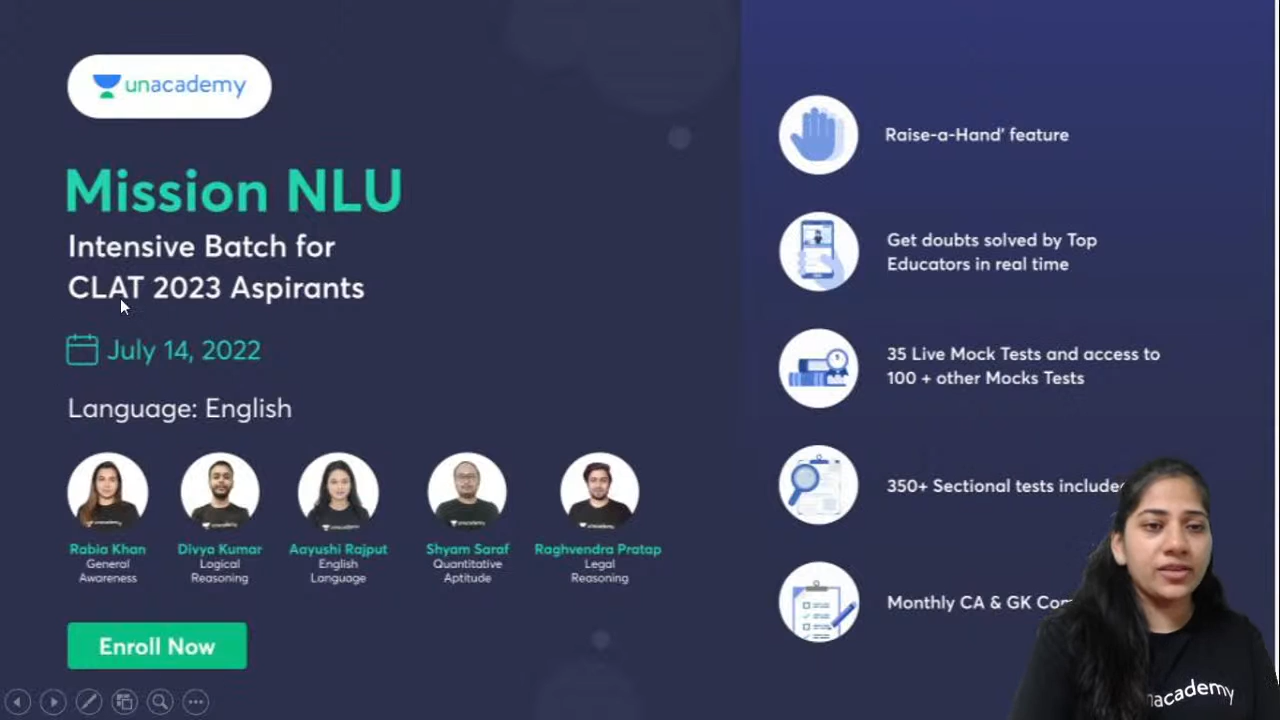 unacademy
Mission NLU
Intensive Batch for
CLAT 2023 Aspirants
July 14, 2022
Language: English
Rabia Khan
General
Awareness
Divya Kumar
Logical
Reasoning
Aayushi Rajput
English
Language
Shyam Saraf
Quantitative
Aptitude
Raghvendra Pratap
Legal
Reasoning
Enroll Now
Raise-a-Hand' feature
Get doubts solved by Top
Educators in real time
35 Live Mock Tests and access to
100 + other Mocks Tests
350+ Sectional tests
Monthly CA & GK